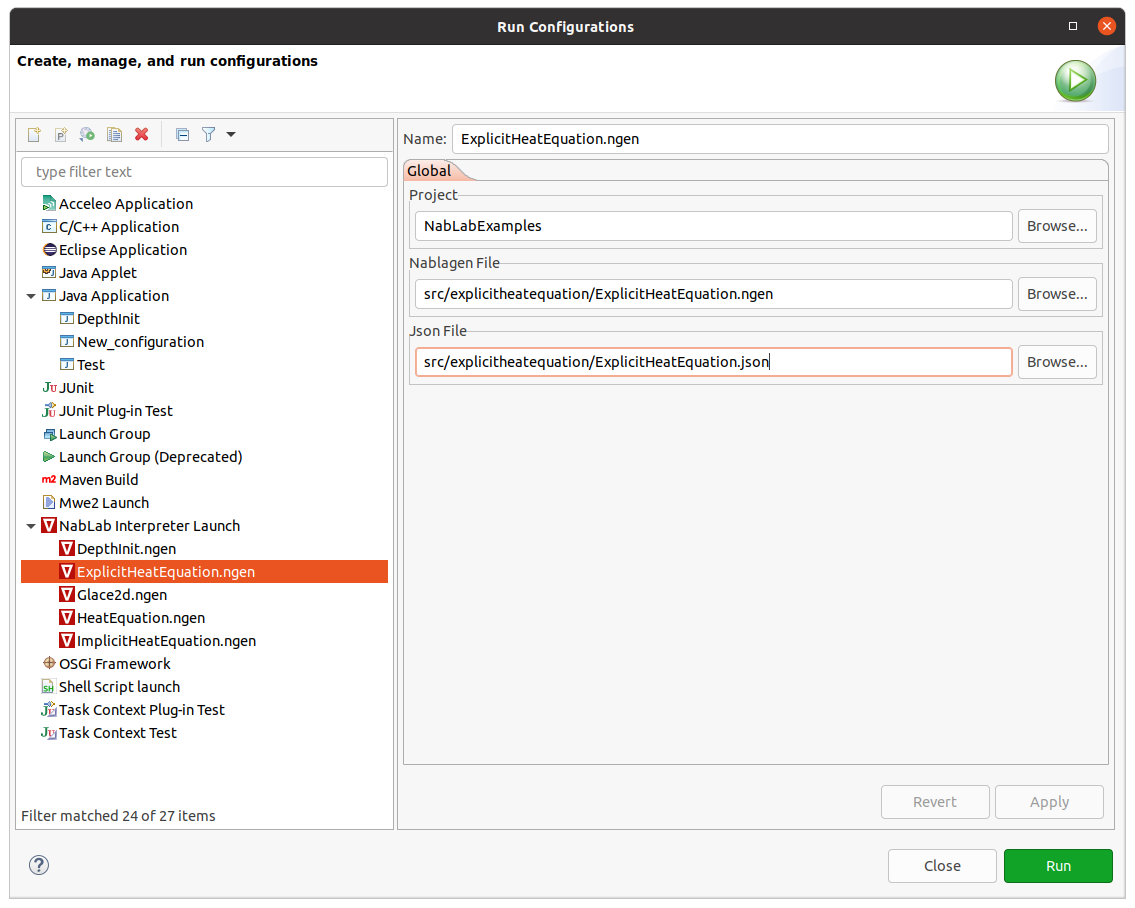 Run Configurations
Create, manage, and run configurations
type filter text
Acceleo Application
C/C++ Application
Eclipse Application
Java Applet
Java Application
DepthInit
New_configuration
Test
JUnit
JUnit Plug-in Test
Launch Group
Launch Group (Deprecated)
m2 Maven Build
Mwe2 Launch
NabLab Interpreter Launch
DepthInit.ngen
ExplicitHeatEquation.ngen
Glace2d.ngen
HeatEquation.ngen
ImplicitHeatEquation.ngen
OSGi Framework
Shell Script launch
Task Context Plug-in Test
Task Context Test
Filter matched 24 of 27 items
Name: ExplicitHeatEquation.ngen
Global
Project
NabLabExamples Browse...
Nablagen File
src/explicitheatequation/ExplicitHeatEquation.ngen Browse...
Json File
src/explicitheatequation/ExplicitHeatEquation.json Browse...
Revert Apply
? Close Run